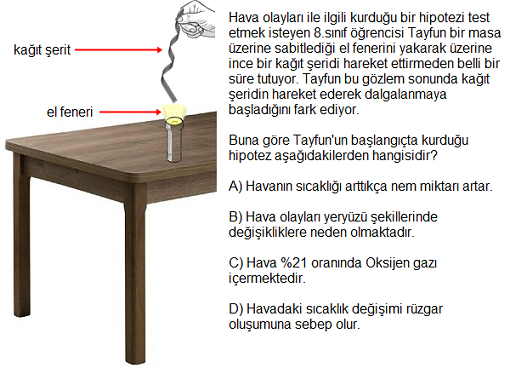 kağıt şerit
el feneri
Hava olayları ile ilgili kurduğu bir hipotezi test
etmek isteyen 8.sınıf öğrencisi Tayfun bir masa
üzerine sabitlediği el fenerini yakarak üzerine
ince bir kağıt şeridi hareket ettirmeden belli bir
süre tutuyor. Tayfun bu gözlem sonunda kağıt
şeridin hareket ederek dalgalanmaya
başladığını fark ediyor.
Buna göre Tayfun'un başlangıçta kurduğu
hipotez aşağıdakilerden hangisidir?
A) Havanın sıcaklığı arttıkça nem miktarı artar.
B) Hava olayları yeryüzü şekillerinde
değişikliklere neden olmaktadır.
C) Hava %21 oranında Oksijen gazı
içermektedir.
D) Havadaki sıcaklık değişimi rüzgar
oluşumuna sebep olur.